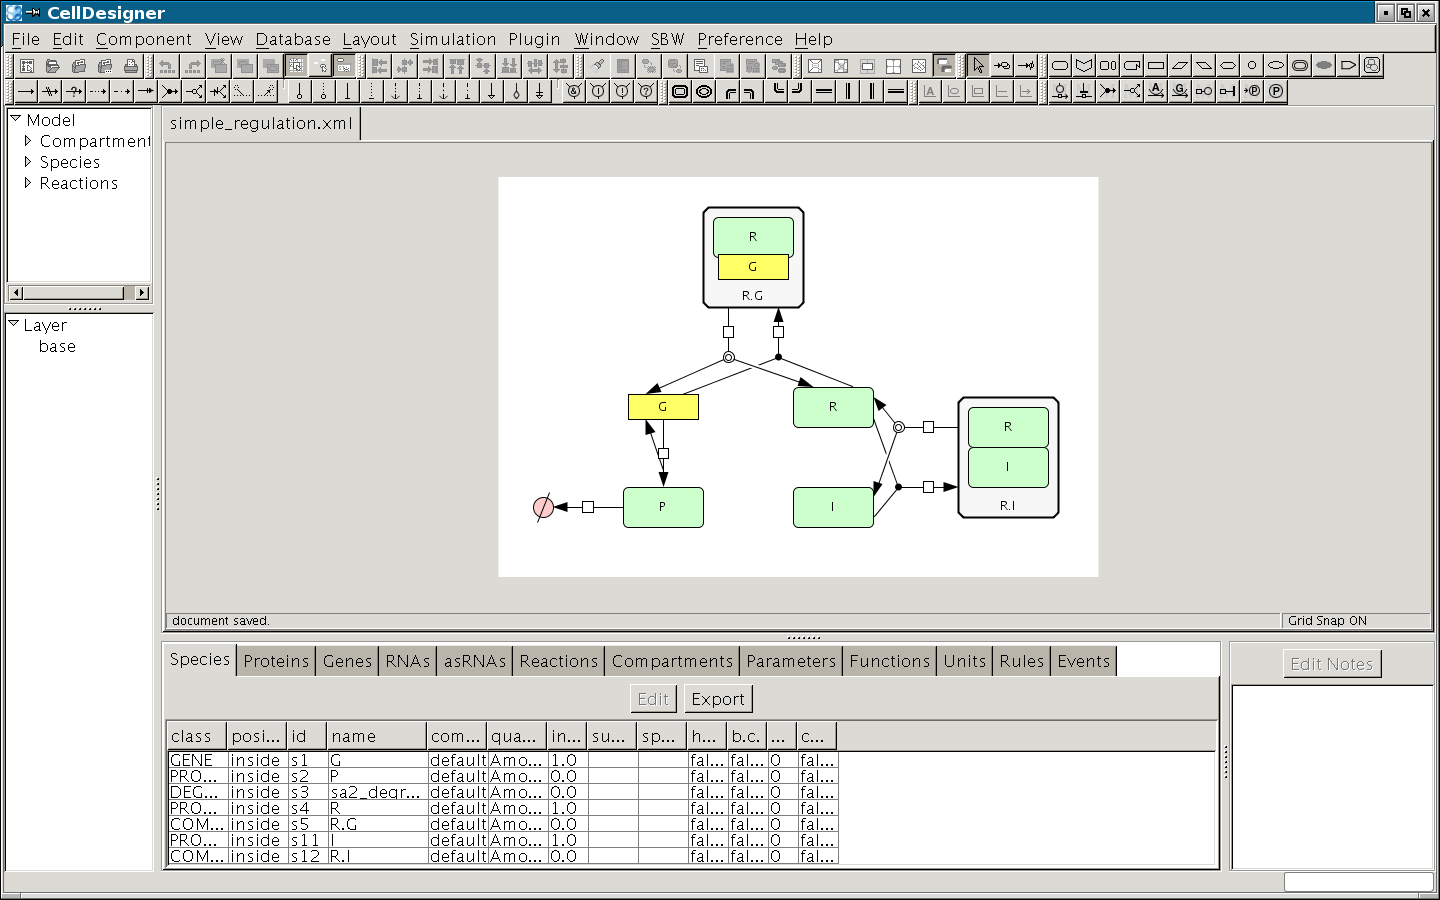 CellDesigner
File Edit Component View Database Layout Simulation Plugin Window SBW Preference Help
Model
Compartment
Species
Reactions
Layer
base
simple_regulation.xml
R
G
R.G
G
R
R
I
R.I
P
I
document saved.
Grid Snap ON
Species Proteins Genes RNAs asRNAs Reactions Compartments Parameters Functions Units Rules Events
Edit Export
Edit Notes
class posi... id name com... qua... in... su... sp... h... b.c. ... c...
GENE inside s1 G default Amo... 1.0 fal... fal... 0 fal...
PRO... inside s2 P default Amo... 0.0 fal... fal... 0 fal...
DEG... inside s3 sa2_degr... default Amo... 0.0 fal... fal... 0 fal...
PRO... inside s4 R default Amo... 1.0 fal... fal... 0 fal...
COM... inside s5 R.G default Amo... 0.0 fal... fal... 0 fal...
PRO... inside s11 I default Amo... 1.0 fal... fal... 0 fal...
COM... inside s12 R.I default Amo... 0.0 fal... fal... 0 fal...